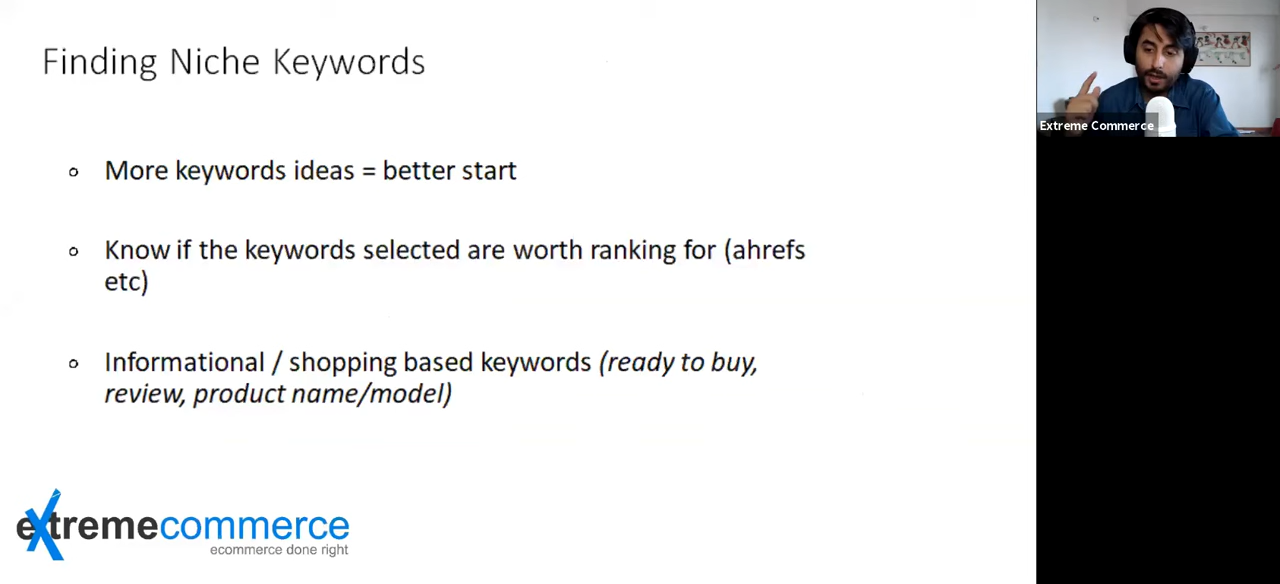 Finding Niche Keywords
More keywords ideas = better start
Know if the keywords selected are worth ranking for (ahrefs
etc)
Informational / shopping based keywords (ready to buy,
review, product name/model)
extremecommerce
ecommerce done right
Extreme Commerce